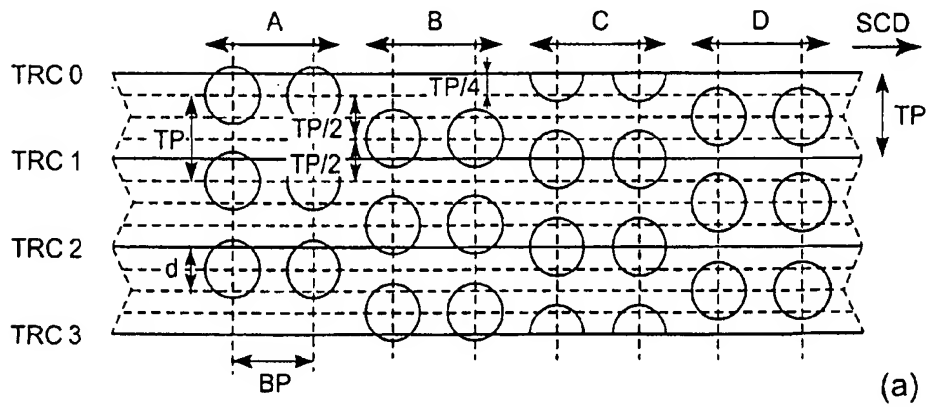 A B C D SCD
TRC 0
TP/4
TP TP/2 TP
TRC 1 TP/2
TRC 2
d
TRC 3
BP
(a)